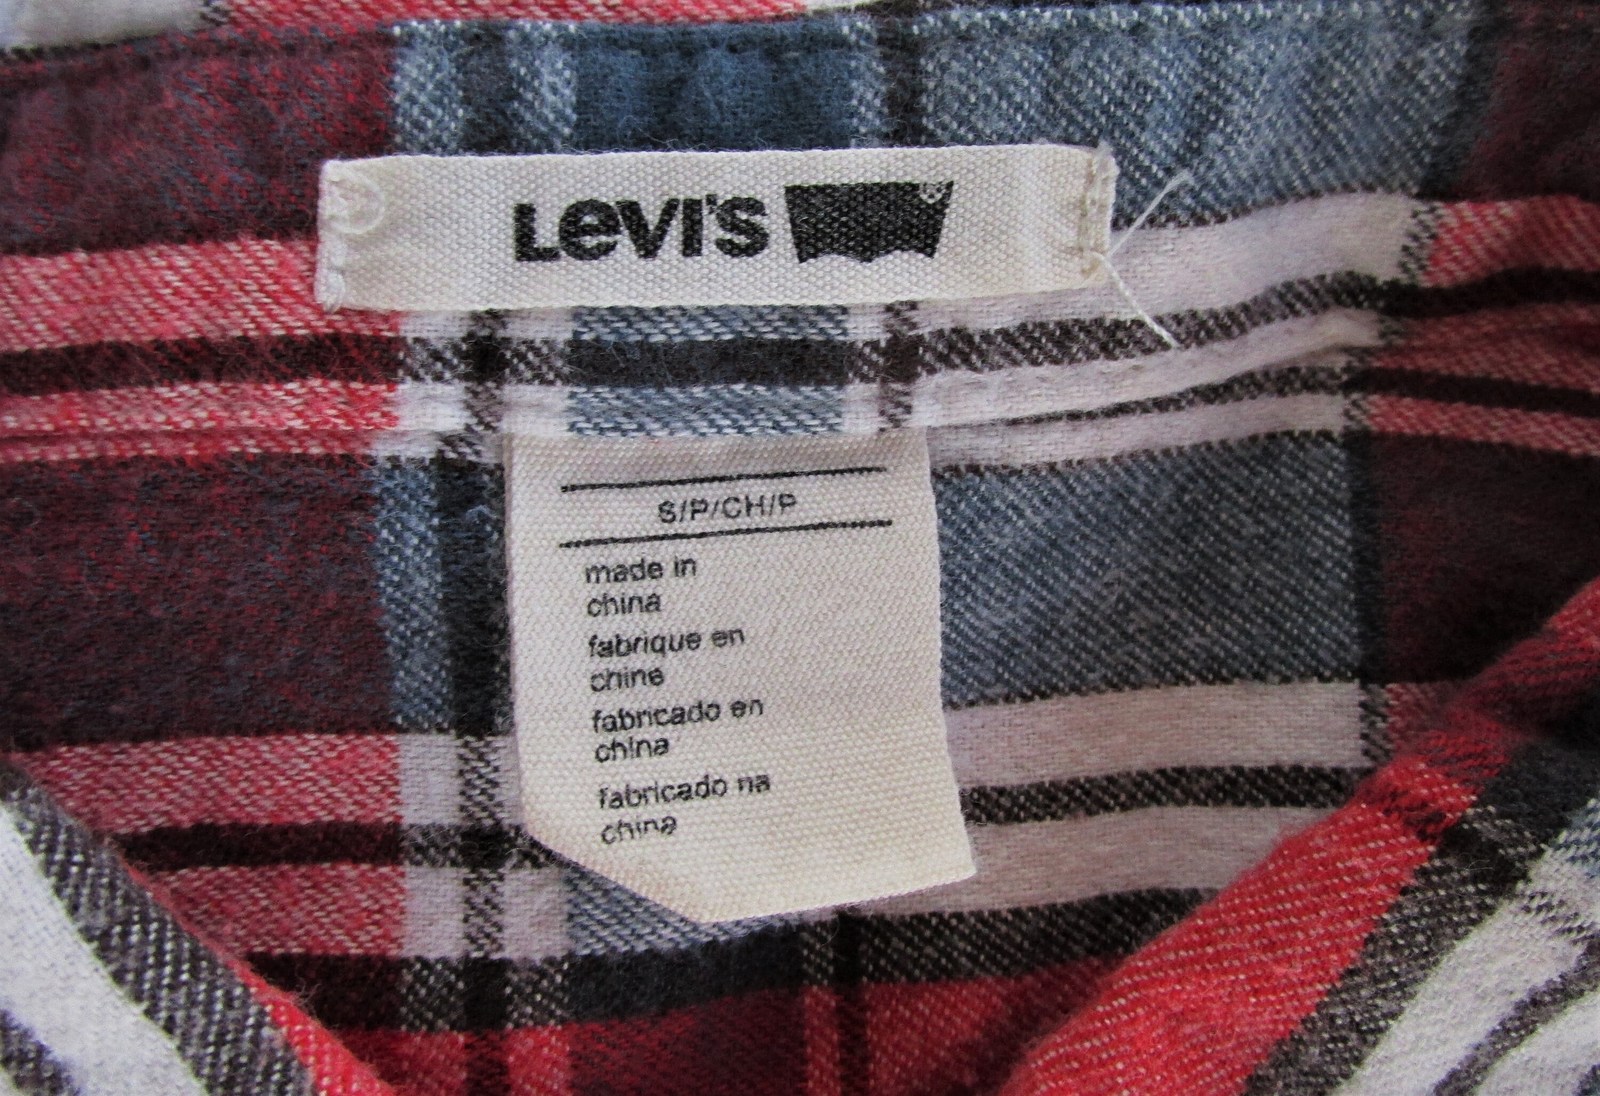 Levi's ®
S/P/CH/P
made in
china
fabrique en
chine
fabricado en
china
fabricado na
china